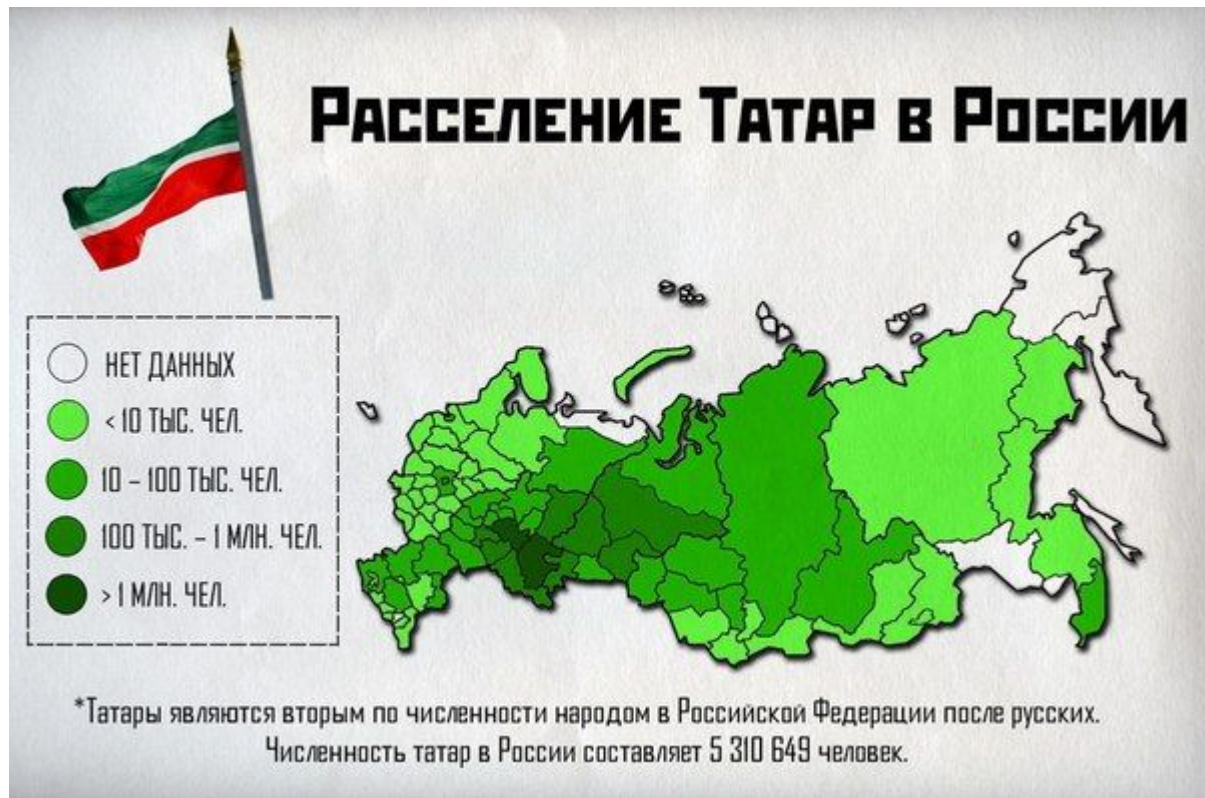 Расселение Татар в России
НЕТ ДАННЫХ
< 10 ТЫС. ЧЕЛ.
10 – 100 ТЫС. ЧЕЛ.
100 ТЫС. – 1 МЛН. ЧЕЛ.
> 1 МЛН. ЧЕЛ.
*Татары являются вторым по численности народом в Российской Федерации после русских.
Численность татар в России составляет 5 310 649 человек.